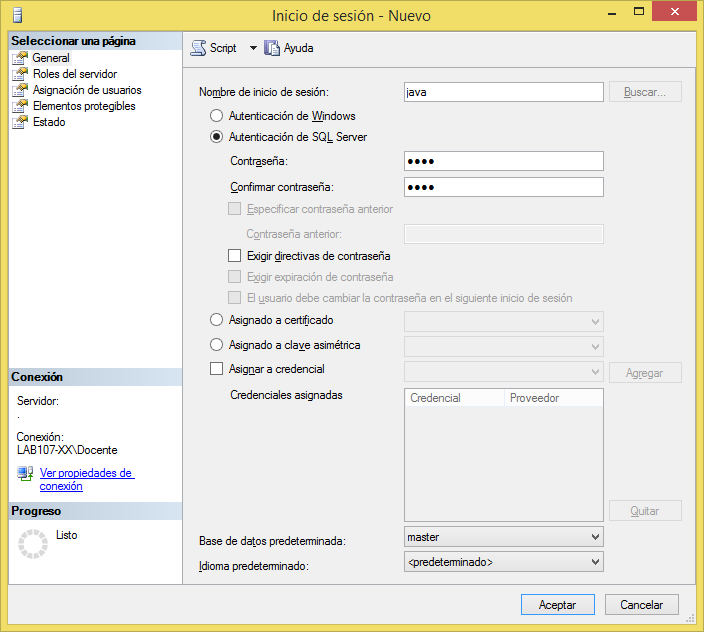 Inicio de sesión - Nuevo
Seleccionar una página
General
Roles del servidor
Asignación de usuarios
Elementos protegibles
Estado
Script
Ayuda
Nombre de inicio de sesión:
java
Buscar...
Autenticación de Windows
Autenticación de SQL Server
Contraseña:
●●●●
Confirmar contraseña:
●●●●
Especificar contraseña anterior
Contraseña anterior:
Exigir directivas de contraseña
Exigir expiración de contraseña
El usuario debe cambiar la contraseña en el siguiente inicio de sesión
Asignado a certificado
Asignado a clave asimétrica
Asignar a credencial
Agregar
Credenciales asignadas
Credencial
Proveedor
Quitar
Base de datos predeterminada:
master
Idioma predeterminado:
<predeterminado>
Conexión
Servidor:
.
Conexión:
LAB107-XX\Docente
Ver propiedades de
conexión
Progreso
Listo
Aceptar
Cancelar